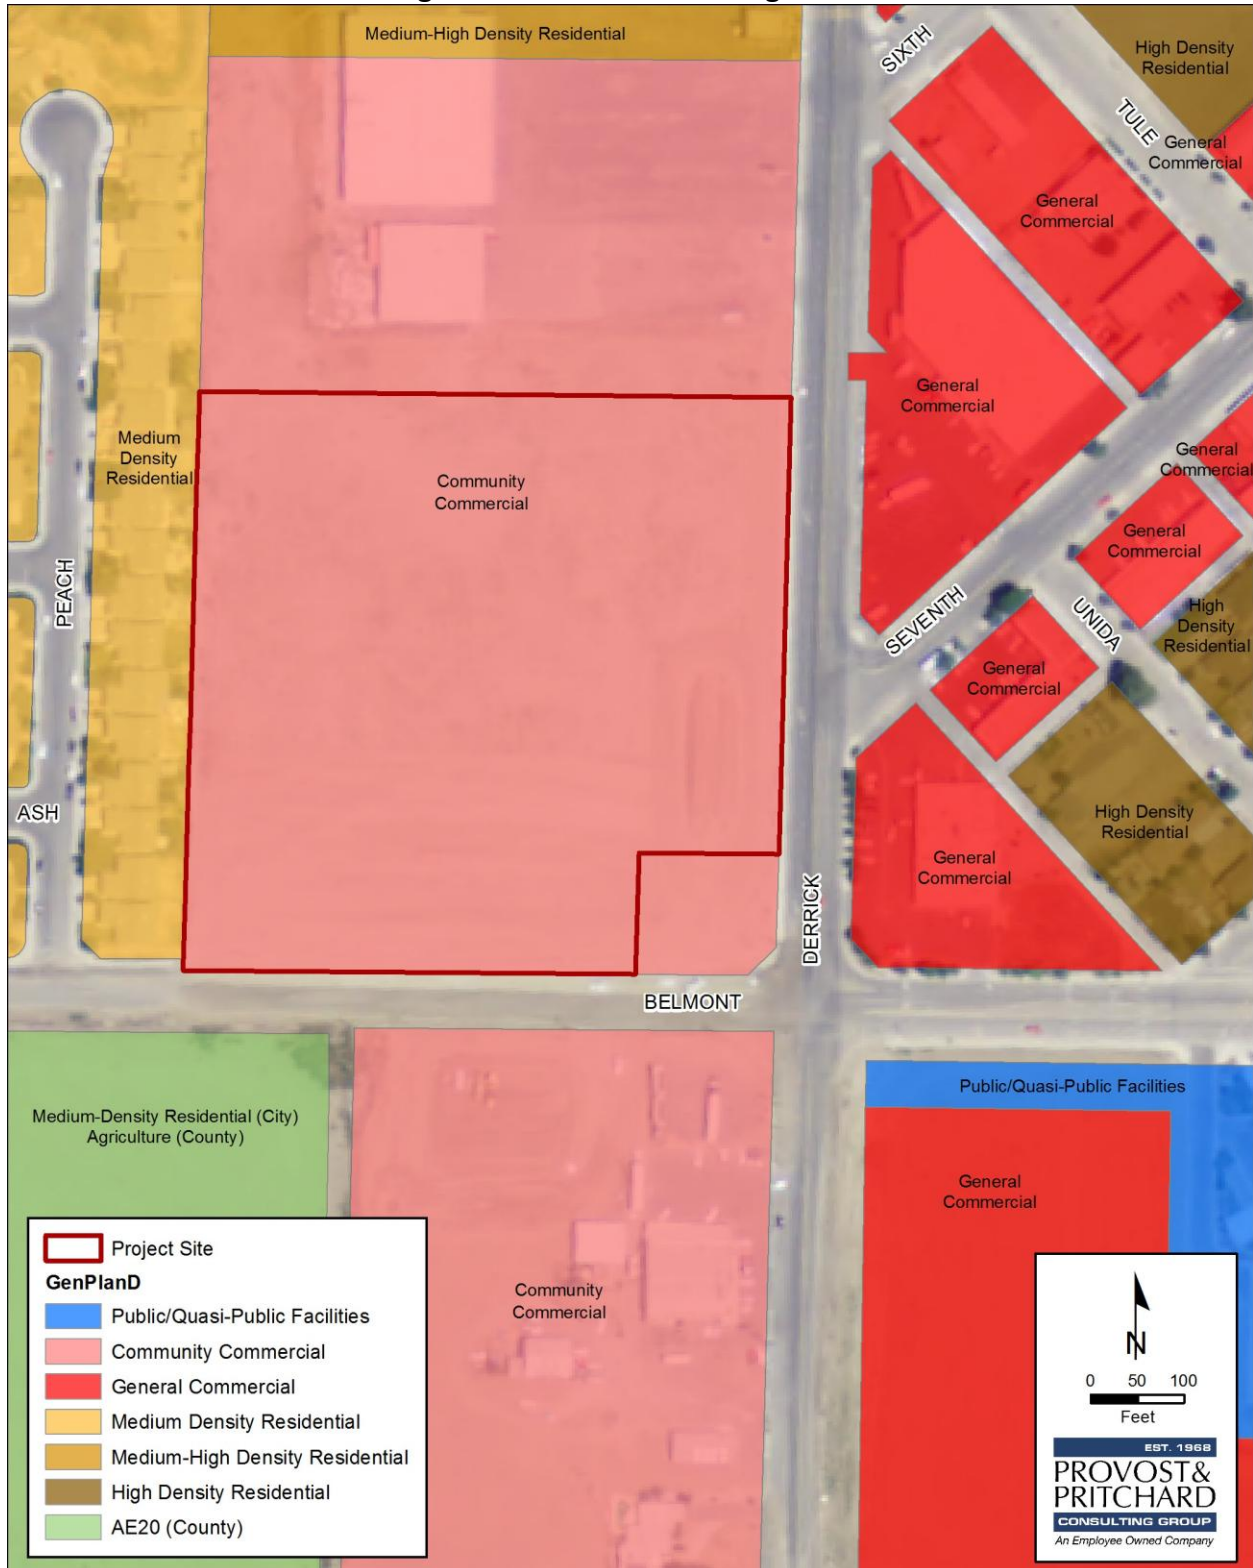 Medium-High Density Residential
SIXTH
High Density
Residential
TULE
General
Commercial
General
Commercial
General
Commercial
Medium
Density
Residential
Community
Commercial
General
Commercial
General
Commercial
PEACH
SEVENTH
UNIDA
High
Density
Residential
General
Commercial
ASH
High Density
Residential
General
Commercial
DERRICK
BELMONT
Public/Quasi-Public Facilities
Medium-Density Residential (City)
Agriculture (County)
General
Commercial
Community
Commercial
Project Site
GenPlanD
Public/Quasi-Public Facilities
Community Commercial
General Commercial
Medium Density Residential
Medium-High Density Residential
High Density Residential
AE20 (County)
N
0 50 100
Feet
EST. 1968
PROVOST&
PRITCHARD
CONSULTING GROUP
An Employee Owned Company